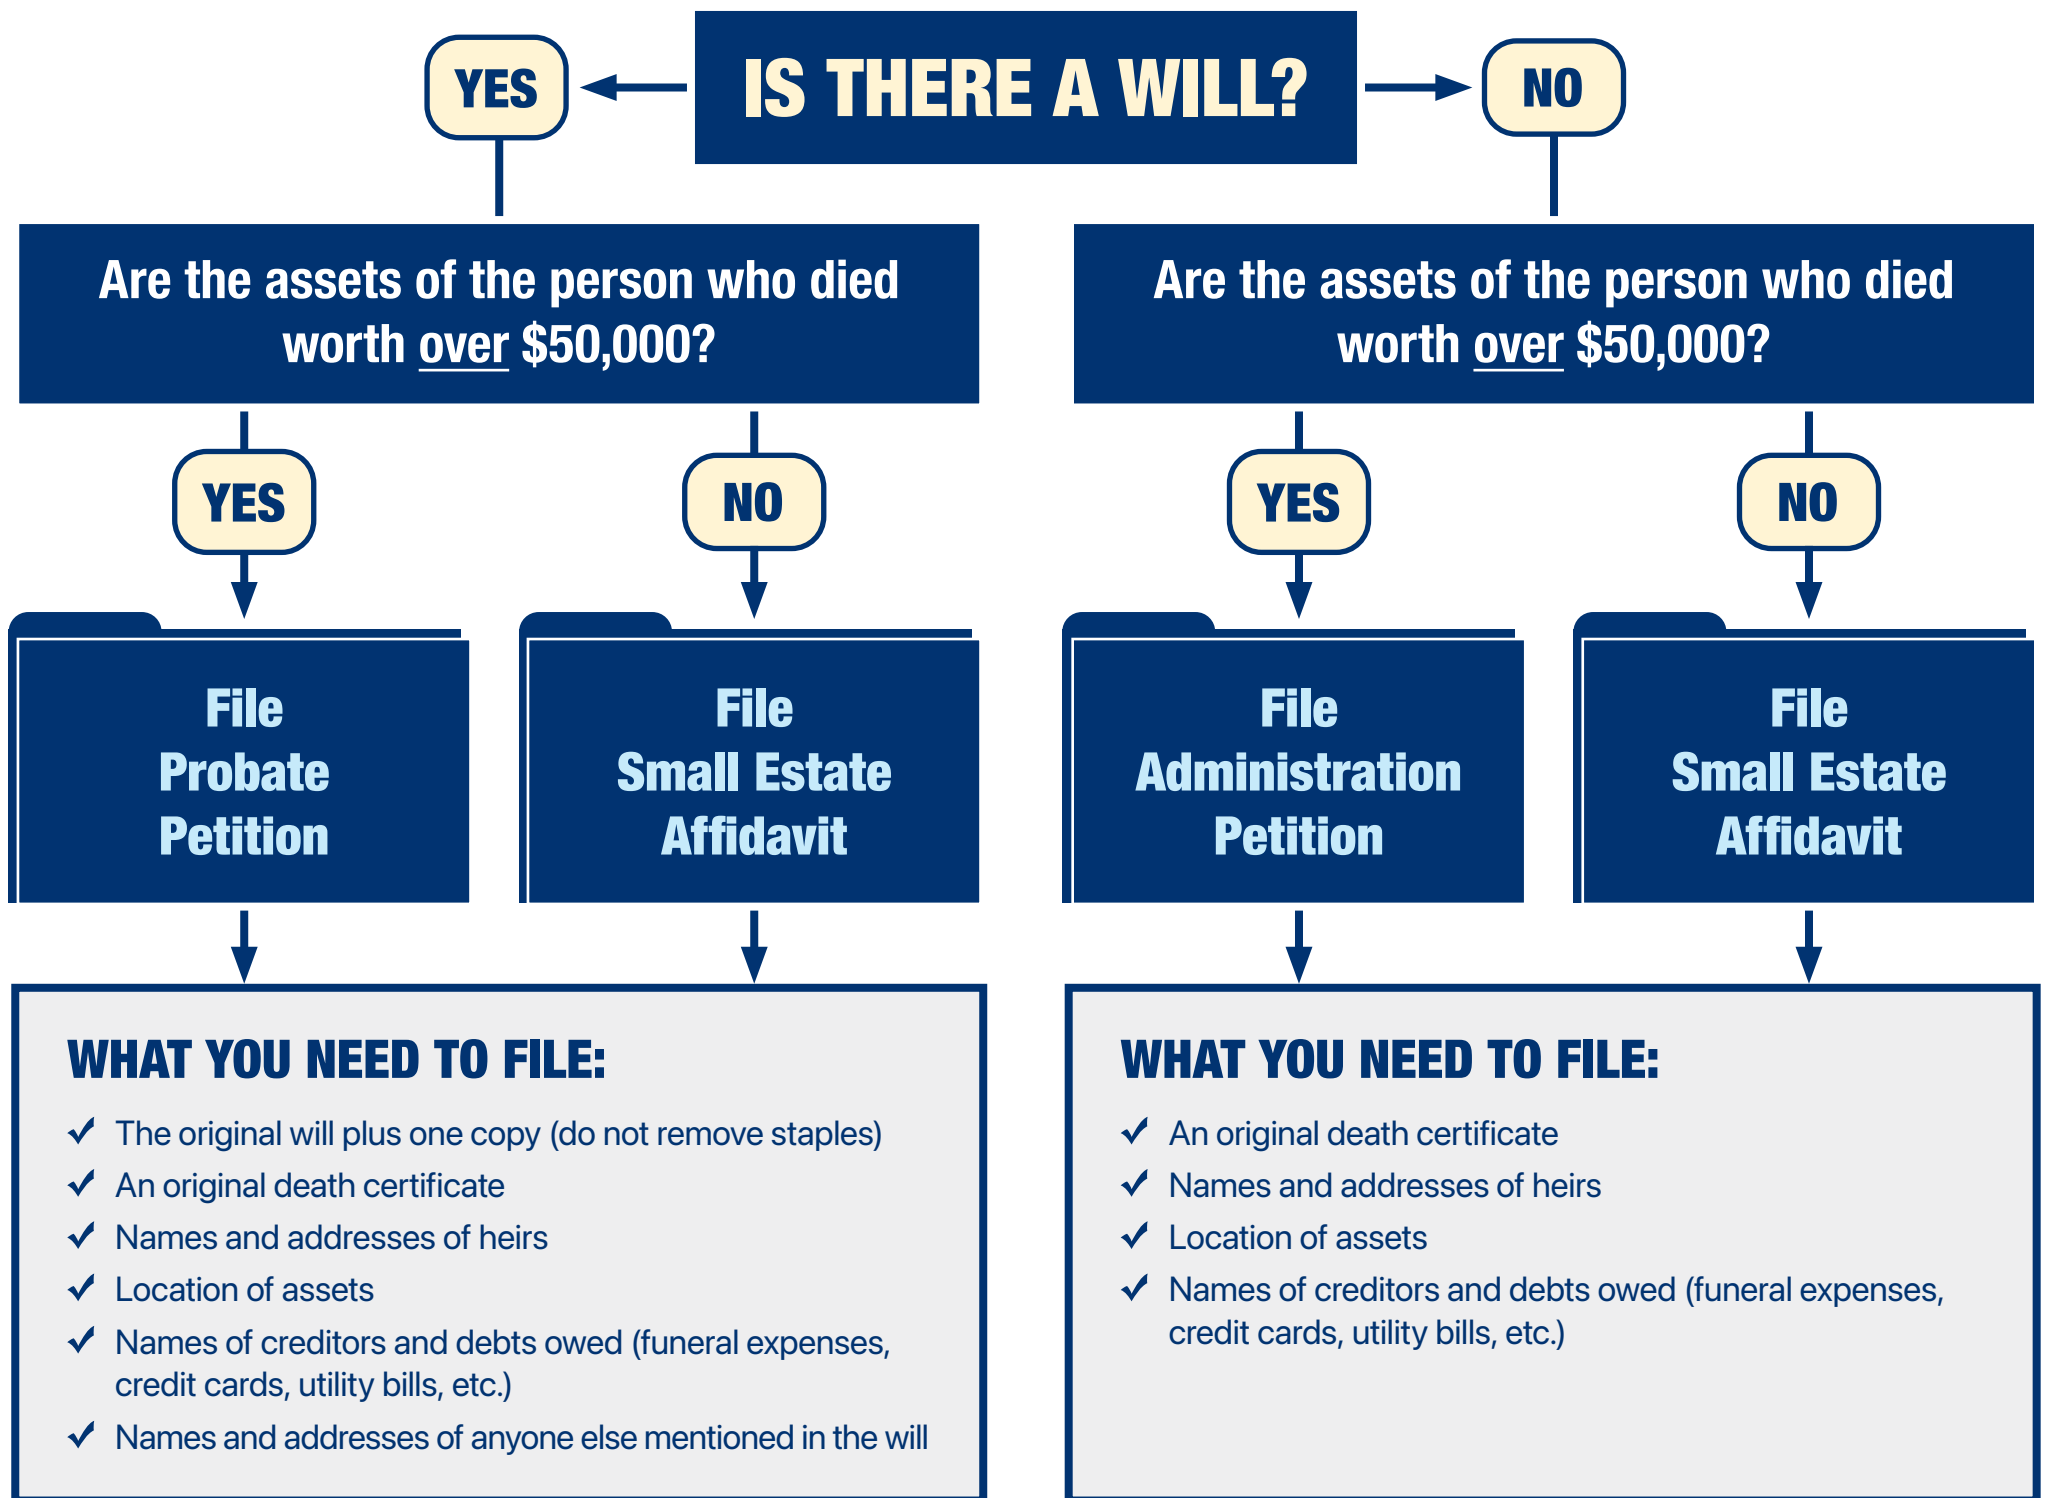 IS THERE A WILL?
YES
NO
Are the assets of the person who died
worth over $50,000?
YES
NO
File
Probate
Petition
File
Small Estate
Affidavit
WHAT YOU NEED TO FILE:
✓ The original will plus one copy (do not remove staples)
✓ An original death certificate
✓ Names and addresses of heirs
✓ Location of assets
✓ Names of creditors and debts owed (funeral expenses,
credit cards, utility bills, etc.)
✓ Names and addresses of anyone else mentioned in the will
Are the assets of the person who died
worth over $50,000?
YES
NO
File
Administration
Petition
File
Small Estate
Affidavit
WHAT YOU NEED TO FILE:
✓ An original death certificate
✓ Names and addresses of heirs
✓ Location of assets
✓ Names of creditors and debts owed (funeral expenses,
credit cards, utility bills, etc.)